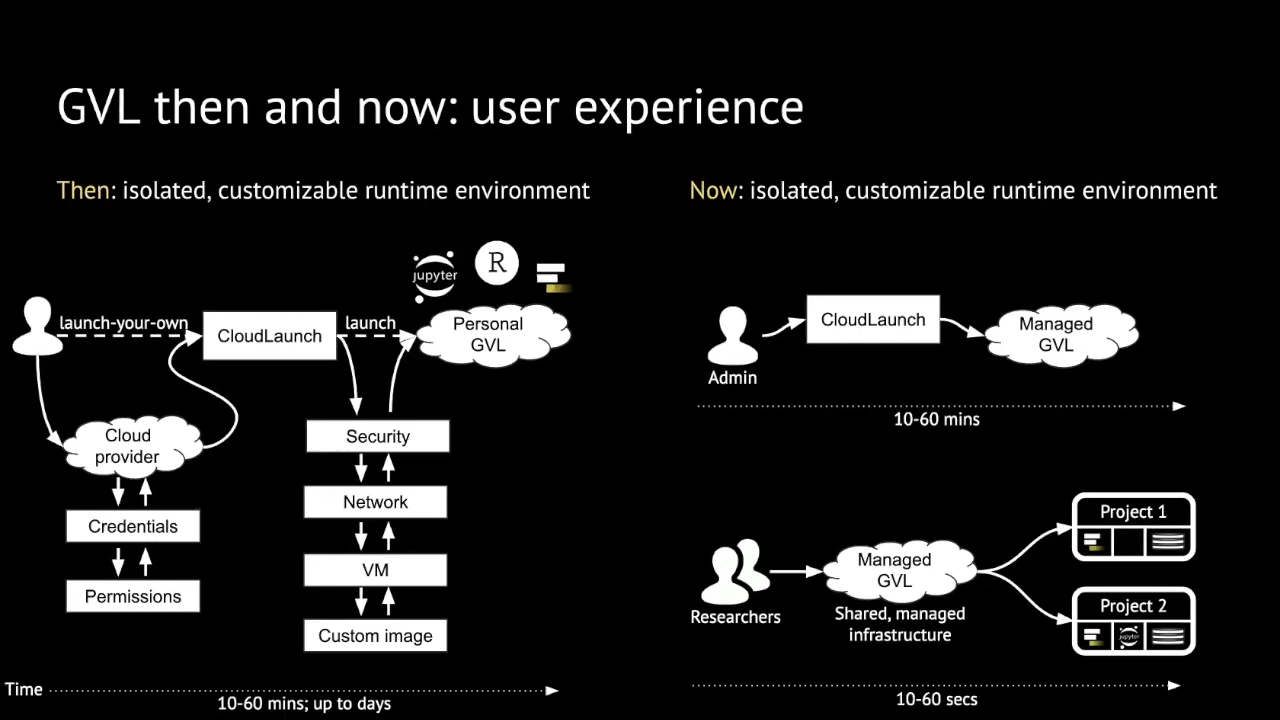 GVL then and now: user experience
Then: isolated, customizable runtime environment
jupyter
R
launch-your-own
CloudLaunch
launch
Personal
GVL
Cloud
provider
Credentials
Permissions
Security
Network
VM
Custom image
Time
10-60 mins; up to days
Now: isolated, customizable runtime environment
Admin
CloudLaunch
Managed
GVL
10-60 mins
Researchers
Managed
GVL
Shared, managed
infrastructure
Project 1
Project 2
jupyter
10-60 secs